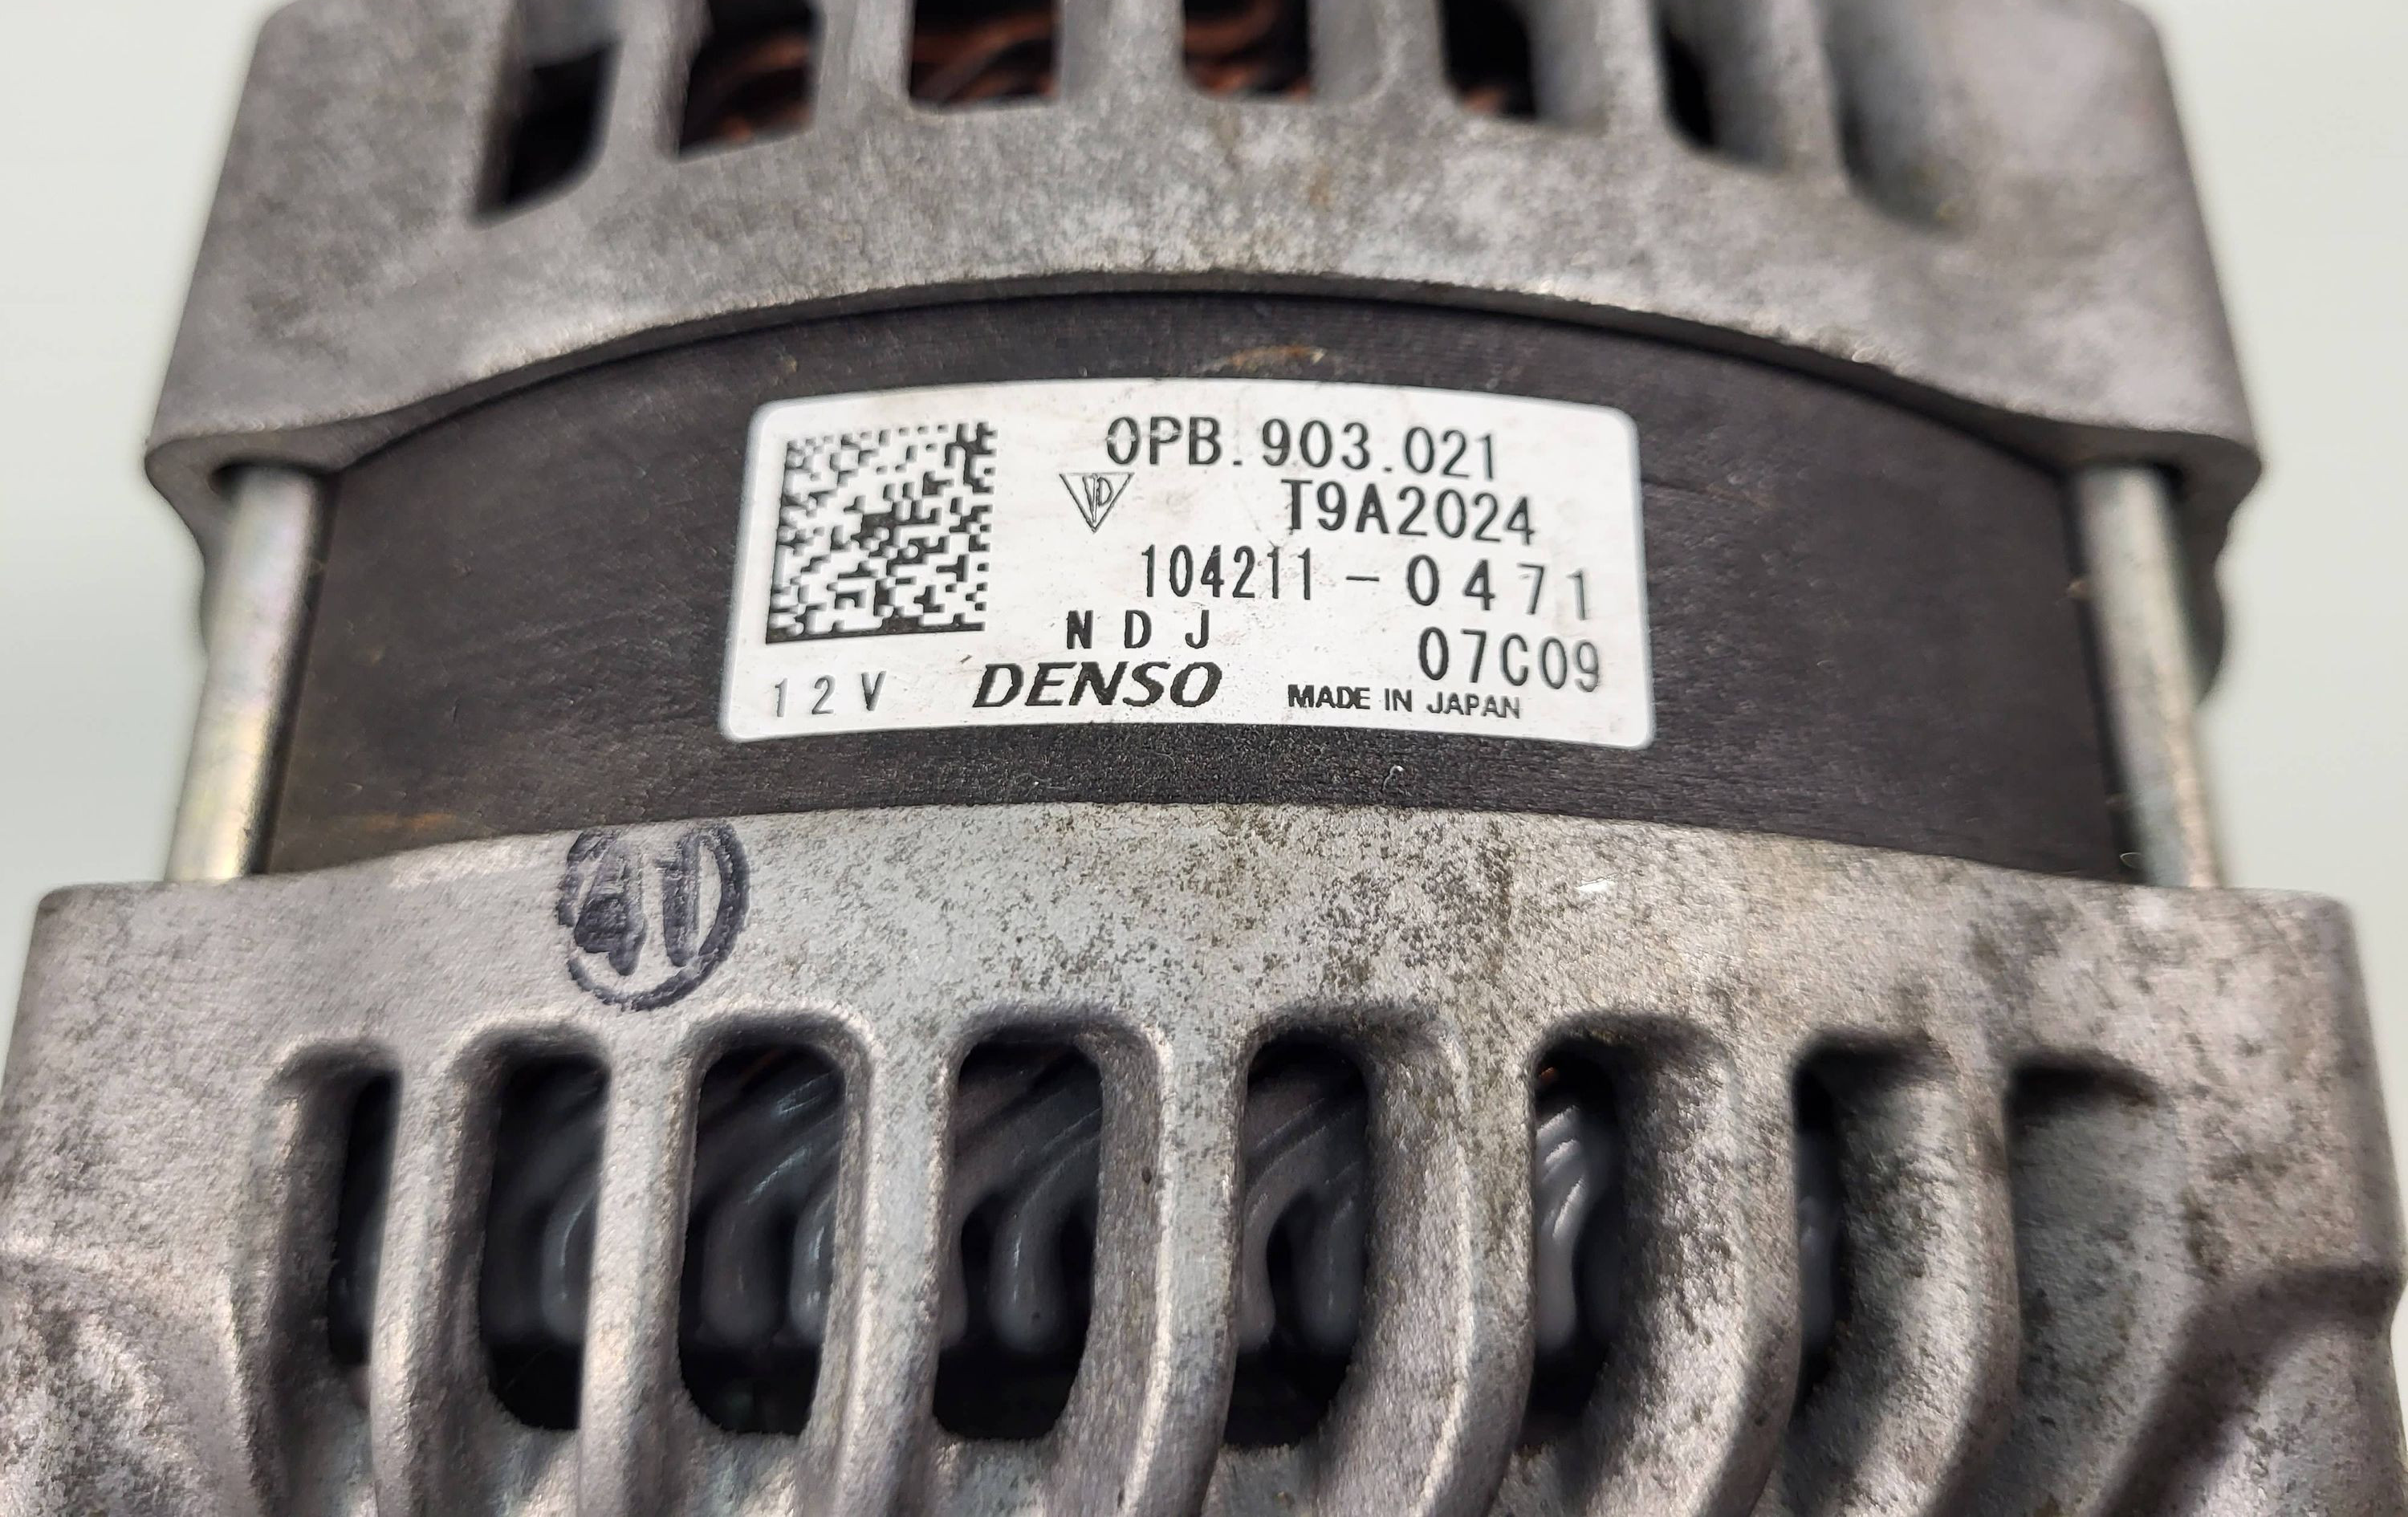 0PB.903.021
T9A2024
104211-0471
NDJ
07C09
12V
DENSO
MADE IN JAPAN